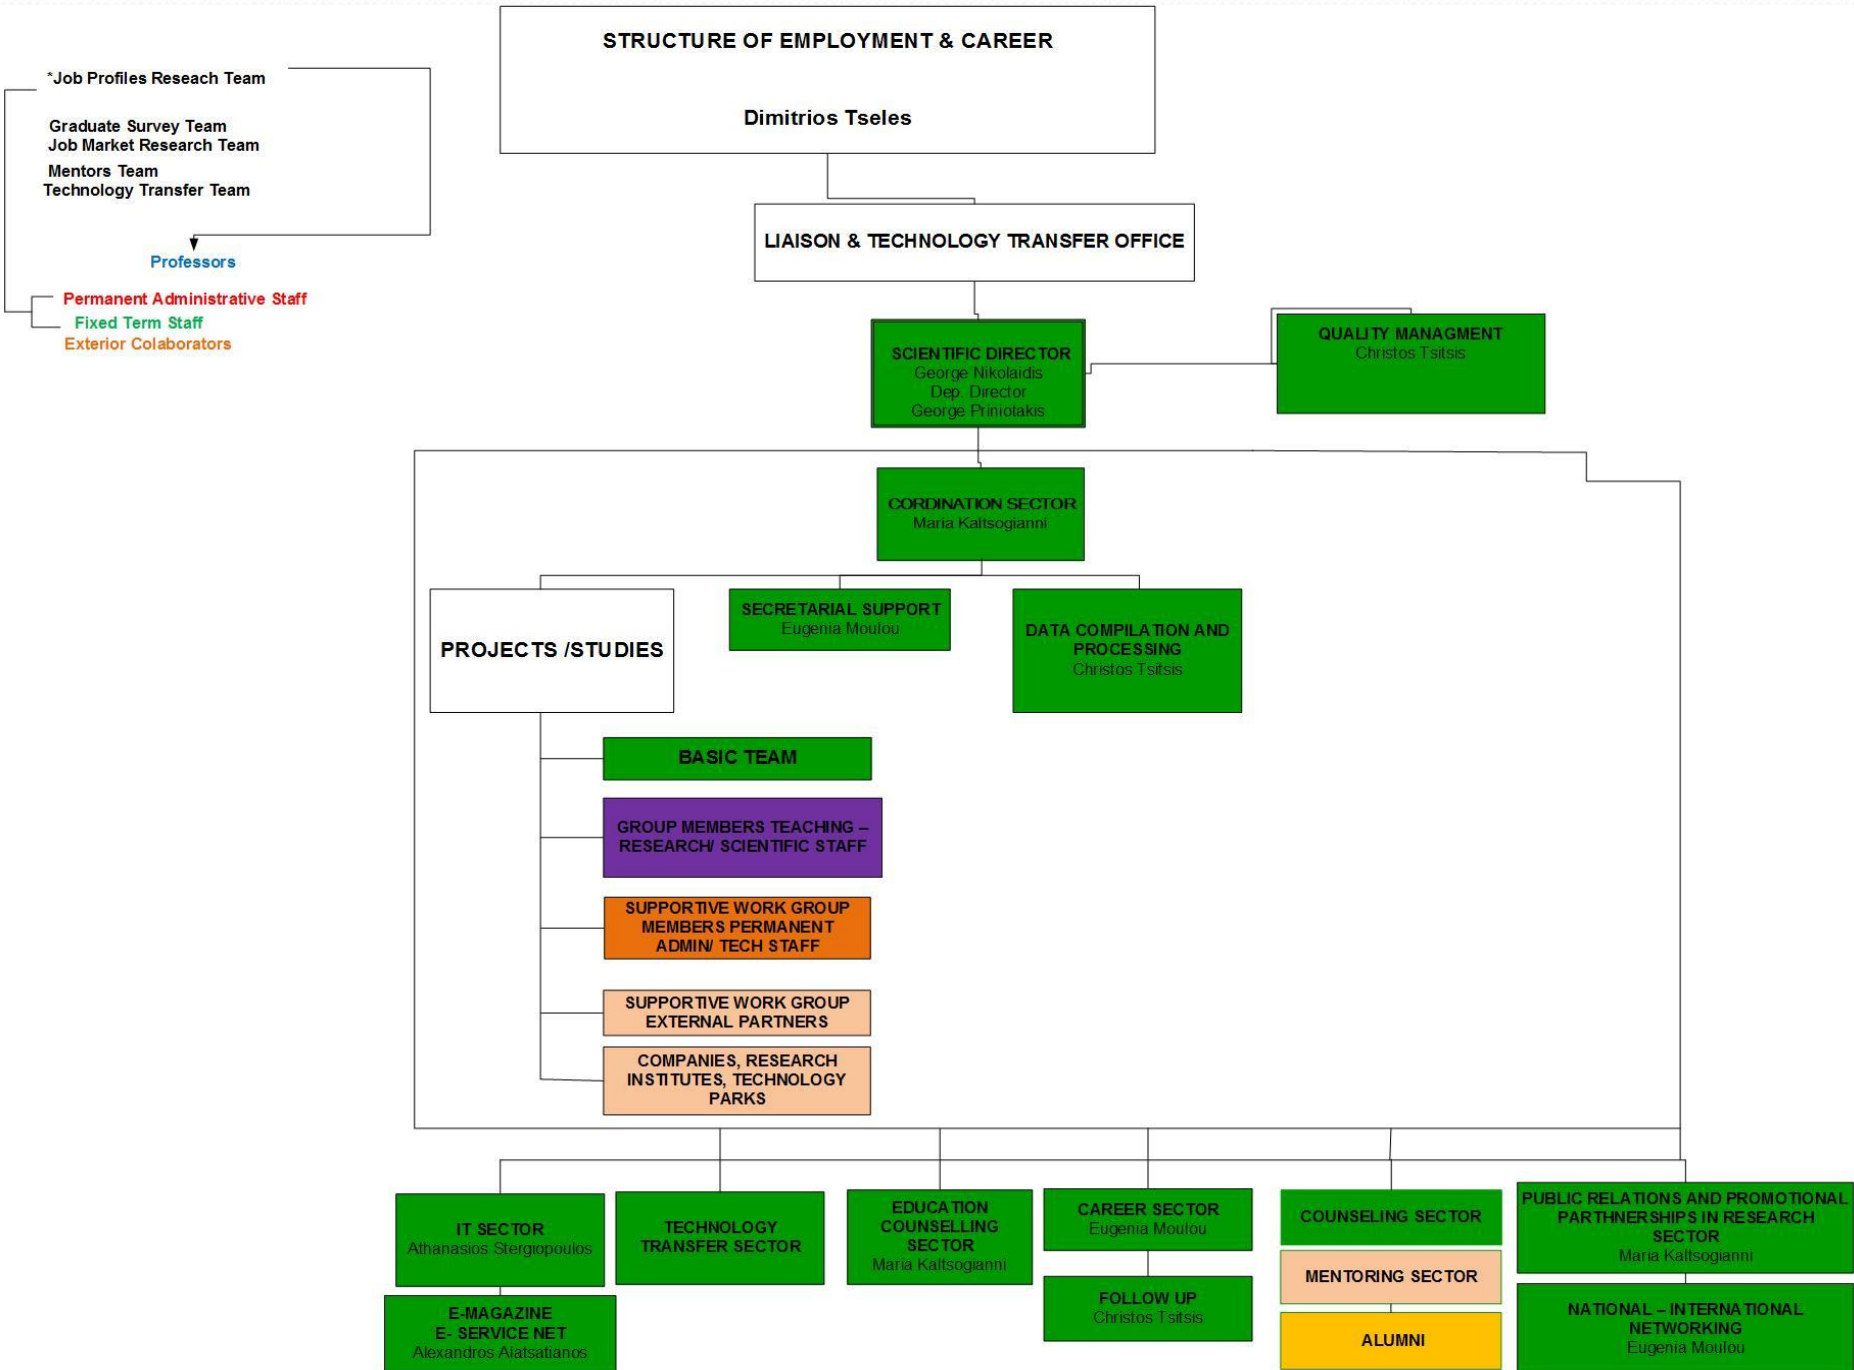 STRUCTURE OF EMPLOYMENT & CAREER
Dimitrios Tseles
*Job Profiles Reseach Team
Graduate Survey Team
Job Market Research Team
Mentors Team
Technology Transfer Team
Professors
Permanent Administrative Staff
Fixed Term Staff
Exterior Colaborators
LIAISON & TECHNOLOGY TRANSFER OFFICE
SCIENTIFIC DIRECTOR
George Nikolaidis
Dep. Director
George Priniotakis
QUALITY MANAGMENT
Christos Tsitsis
CORDINATION SECTOR
Maria Kaltsogianni
PROJECTS /STUDIES
SECRETARIAL SUPPORT
Eugenia Moulou
DATA COMPILATION AND
PROCESSING
Christos Tsitsis
BASIC TEAM
GROUP MEMBERS TEACHING –
RESEARCH/ SCIENTIFIC STAFF
SUPPORTIVE WORK GROUP
MEMBERS PERMANENT
ADMIN/ TECH STAFF
SUPPORTIVE WORK GROUP
EXTERNAL PARTNERS
COMPANIES, RESEARCH
INSTITUTES, TECHNOLOGY
PARKS
IT SECTOR
Athanasios Stergiopoulos
E-MAGAZINE
E- SERVICE NET
Alexandros Alatsatianos
TECHNOLOGY
TRANSFER SECTOR
EDUCATION
COUNSELLING
SECTOR
Maria Kaltsogianni
CAREER SECTOR
Eugenia Moulou
FOLLOW UP
Christos Tsitsis
COUNSELING SECTOR
MENTORING SECTOR
ALUMNI
PUBLIC RELATIONS AND PROMOTIONAL
PARTHNERSHIPS IN RESEARCH
SECTOR
Maria Kaltsogianni
NATIONAL – INTERNATIONAL
NETWORKING
Eugenia Moulou